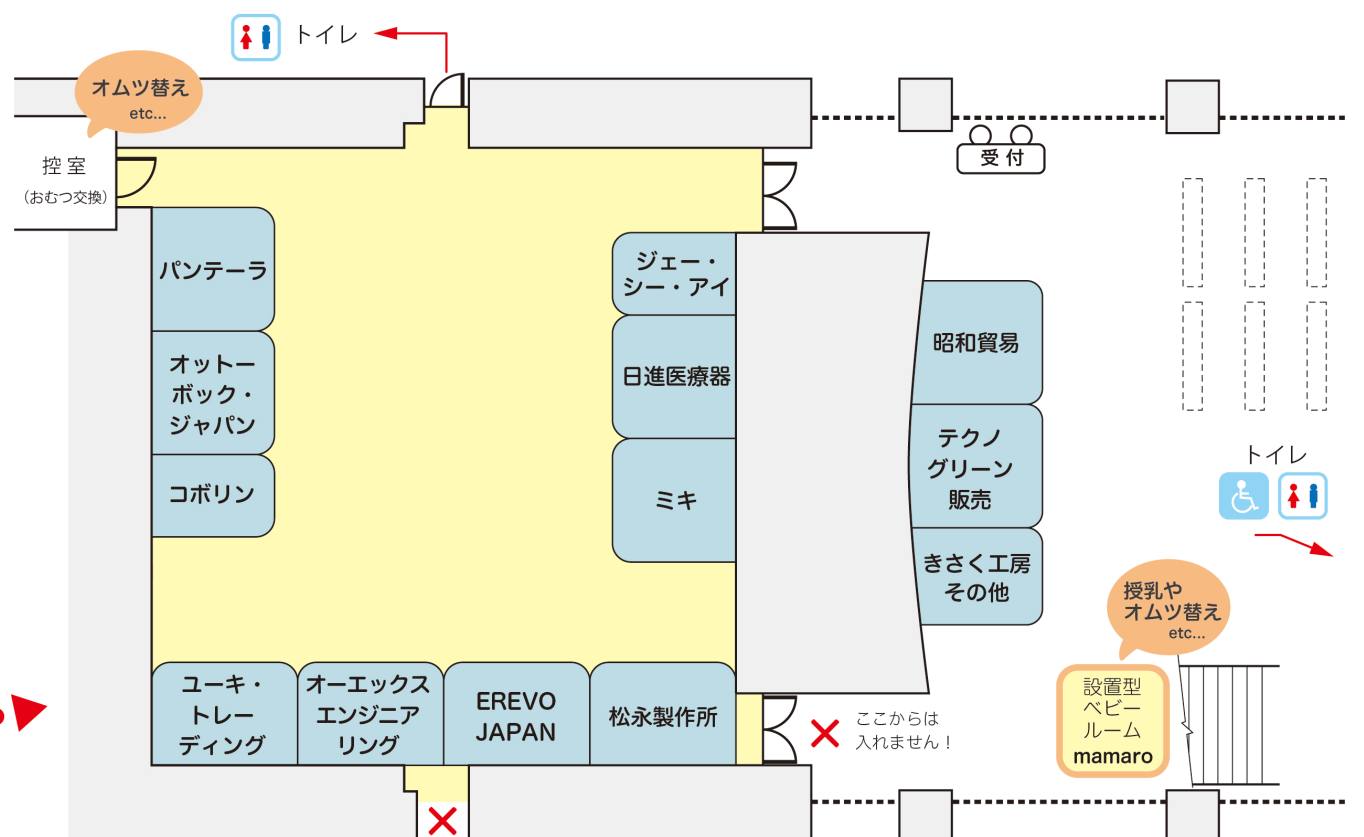 トイレ
オムツ替え
etc...
控室
（おむつ交換）
受付
パンテーラ
オットー
ボック・
ジャパン
コボリン
ジェー・
シー・アイ
日進医療器
ミキ
昭和貿易
テクノ
グリーン
販売
きさく工房
その他
トイレ
授乳や
オムツ替え
etc...
設置型
ベビー
ルーム
mamaro
ユーキ・
トレー
ディング
オーエックス
エンジニア
リング
EREVO
JAPAN
松永製作所
ここからは
入れません！